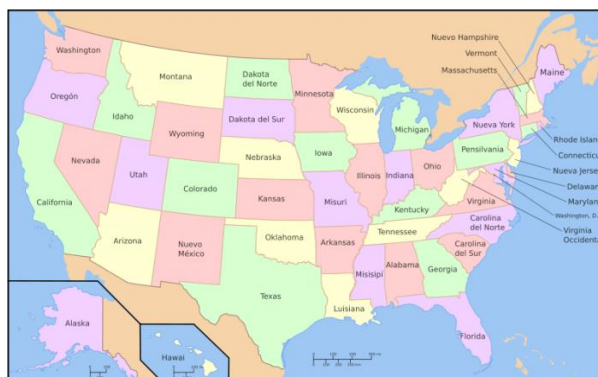 Nuevo Hampshire
Vermont
Massachusetts
Washington
Montana
Dakota
del Norte
Minnesota
Maine
Oregón
Idaho
Wisconsin
Dakota del Sur
Michigan
Nueva York
Wyoming
Rhode Islan
Connecticu
Nueva Jerse
Delawar
Marylan
Washington, D.
Virginia
Occidenta
Iowa
Pensilvania
Nebraska
Nevada
Utah
Illinois
Indiana
Ohio
Colorado
Kansas
Misuri
Virginia
California
Kentucky
Carolina
del Norte
Tennessee
Oklahoma
Arizona
Nuevo
México
Arkansas
Carolina
del Sur
Misisipi
Alabama
Georgia
Texas
Luisiana
Alaska
Florida
Hawai